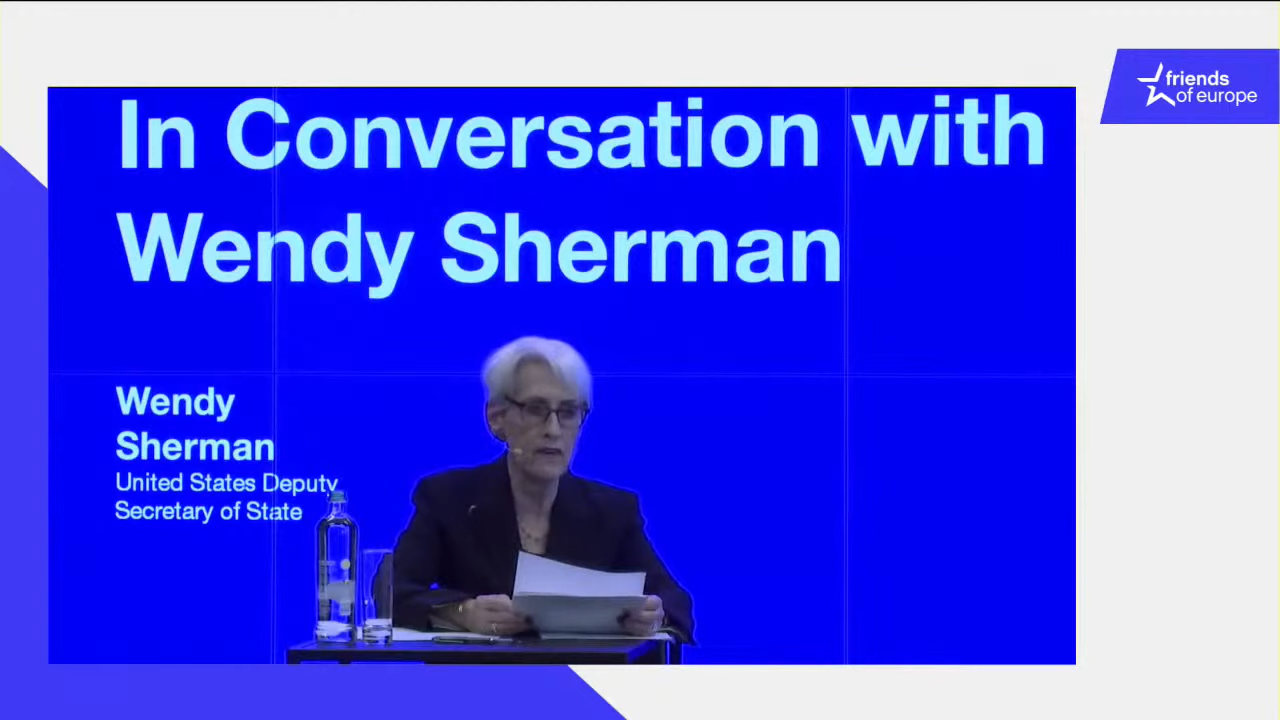 In Conversation with
Wendy Sherman
Wendy
Sherman
United States Deputy
Secretary of State
friends
of europe